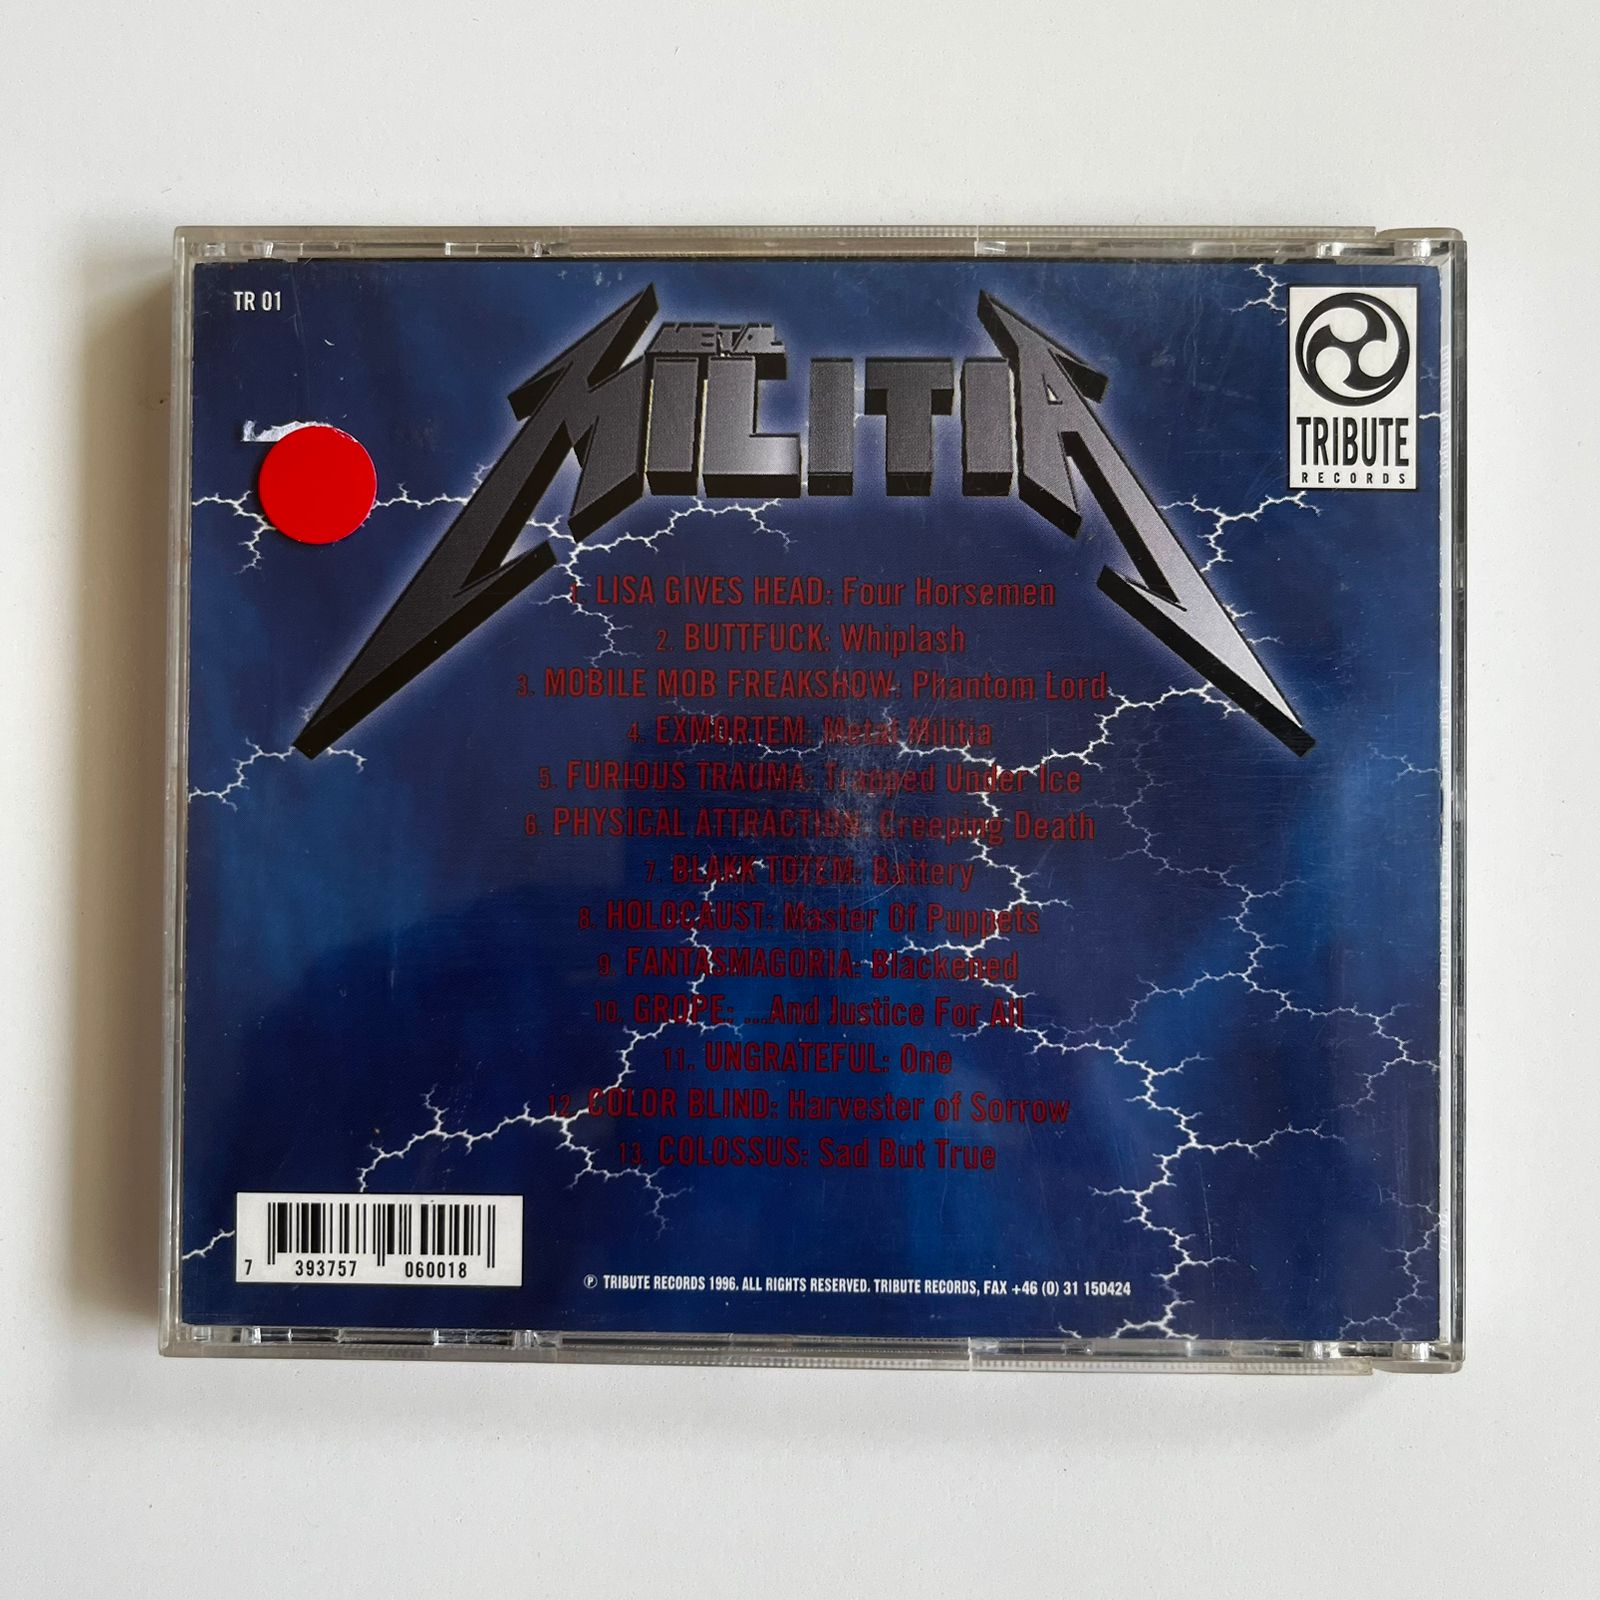 TR 01
METAL
MILITIA
TRIBUTE
RECORDS
1. LISA GIVES HEAD: Four Horsemen
2. BUTTFUCK: Whiplash
3. MOBILE MOB FREAKSHOW: Phantom Lord
4. EXMORTEM: Metal Militia
5. FURIOUS TRAUMA: Trapped Under Ice
6. PHYSICAL ATTRACTION: Creeping Death
7. BLAKK TOTEM: Battery
8. HOLOCAUST: Master Of Puppets
9. FANTASMAGORIA: Blackened
10. GROPE: ...And Justice For All
11. UNGRATEFUL: One
12. COLOR BLIND: Harvester of Sorrow
13. COLOSSUS: Sad But True
7 393757 060018
℗ TRIBUTE RECORDS 1996. ALL RIGHTS RESERVED. TRIBUTE RECORDS, FAX +46 (0) 31 150424